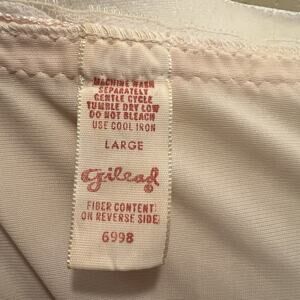 MACHINE WASH
SEPARATELY
GENTLE CYCLE
TUMBLE DRY LOW
DO NOT BLEACH
USE COOL IRON
LARGE
Gilead
FIBER CONTENT
ON REVERSE SIDE
6998